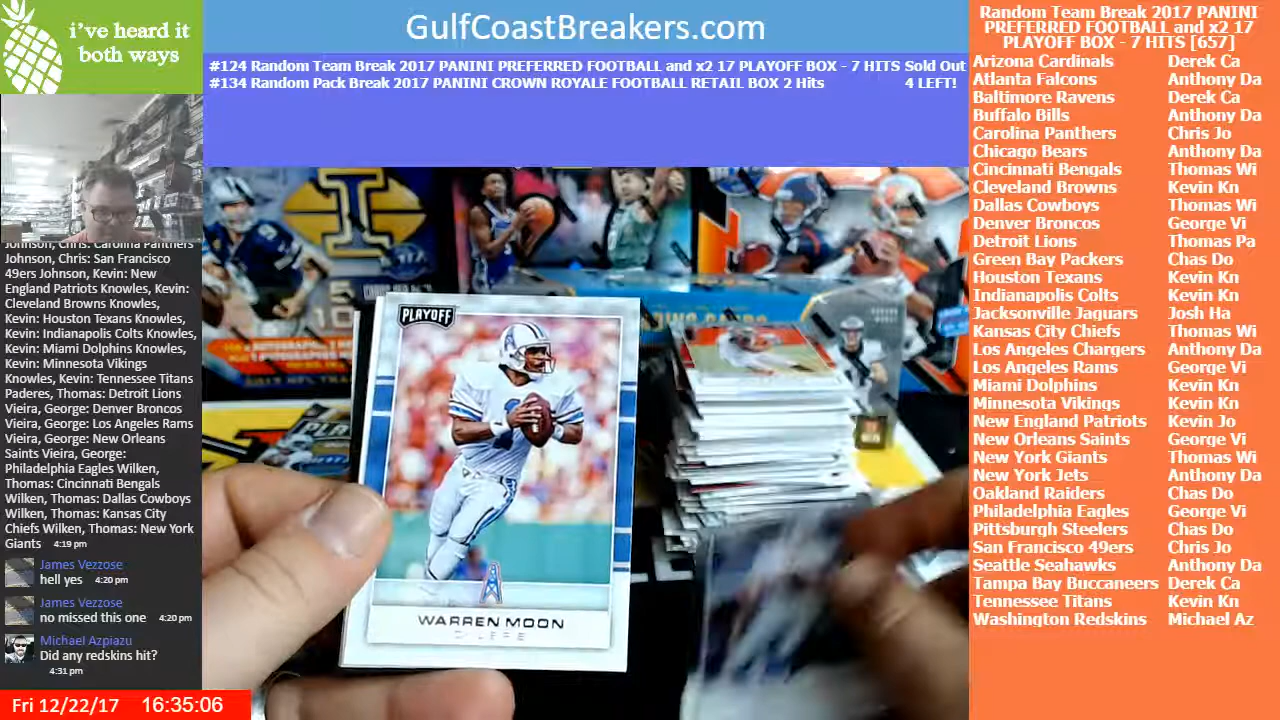 i've heard it
both ways
GulfCoastBreakers.com
#124 Random Team Break 2017 PANINI PREFERRED FOOTBALL and x2 17 PLAYOFF BOX - 7 HITS Sold Out
#134 Random Pack Break 2017 PANINI CROWN ROYALE FOOTBALL RETAIL BOX 2 Hits 4 LEFT!
Random Team Break 2017 PANINI
PREFERRED FOOTBALL and x2 17
PLAYOFF BOX - 7 HITS [657]
Arizona Cardinals Derek Ca
Atlanta Falcons Anthony Da
Baltimore Ravens Derek Ca
Buffalo Bills Anthony Da
Carolina Panthers Chris Jo
Chicago Bears Anthony Da
Cincinnati Bengals Thomas Wi
Cleveland Browns Kevin Kn
Dallas Cowboys Thomas Wi
Denver Broncos George Vi
Detroit Lions Thomas Pa
Green Bay Packers Chas Do
Houston Texans Kevin Kn
Indianapolis Colts Kevin Kn
Jacksonville Jaguars Josh Ha
Kansas City Chiefs Thomas Wi
Los Angeles Chargers Anthony Da
Los Angeles Rams George Vi
Miami Dolphins Kevin Kn
Minnesota Vikings Kevin Kn
New England Patriots Kevin Jo
New Orleans Saints George Vi
New York Giants Thomas Wi
New York Jets Anthony Da
Oakland Raiders Chas Do
Philadelphia Eagles George Vi
Pittsburgh Steelers Chas Do
San Francisco 49ers Chris Jo
Seattle Seahawks Anthony Da
Tampa Bay Buccaneers Derek Ca
Tennessee Titans Kevin Kn
Washington Redskins Michael Az
Johnson, Chris: Carolina Panthers
Johnson, Chris: San Francisco
49ers Johnson, Kevin: New
England Patriots Knowles, Kevin:
Cleveland Browns Knowles,
Kevin: Houston Texans Knowles,
Kevin: Indianapolis Colts Knowles,
Kevin: Miami Dolphins Knowles,
Kevin: Minnesota Vikings
Knowles, Kevin: Tennessee Titans
Paderes, Thomas: Detroit Lions
Vieira, George: Denver Broncos
Vieira, George: Los Angeles Rams
Vieira, George: New Orleans
Saints Vieira, George:
Philadelphia Eagles Wilken,
Thomas: Cincinnati Bengals
Wilken, Thomas: Dallas Cowboys
Wilken, Thomas: Kansas City
Chiefs Wilken, Thomas: New York
Giants 4:19 pm
James Vezzose
hell yes 4:20 pm
James Vezzose
no missed this one 4:20 pm
Michael Azpiazu
Did any redskins hit?
4:31 pm
Fri 12/22/17 16:35:06
PLAYOFF
WARREN MOON